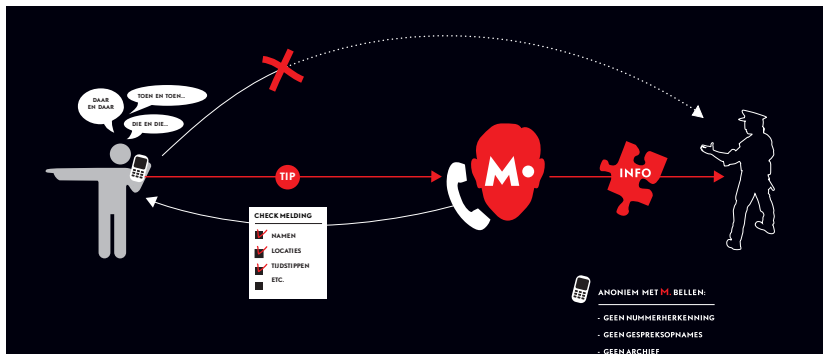 DAAR
EN DAAR
TOEN EN TOEN...
DIE EN DIE...
TIP
M.
INFO
CHECK MELDING
NAMEN
LOCATIES
TIJDSTIPPEN
ETC.
ANONIEM MET M. BELLEN:
- GEEN NUMMERHERKENNING
- GEEN GESPREKSOPNAMES
- GEEN ARCHIEF